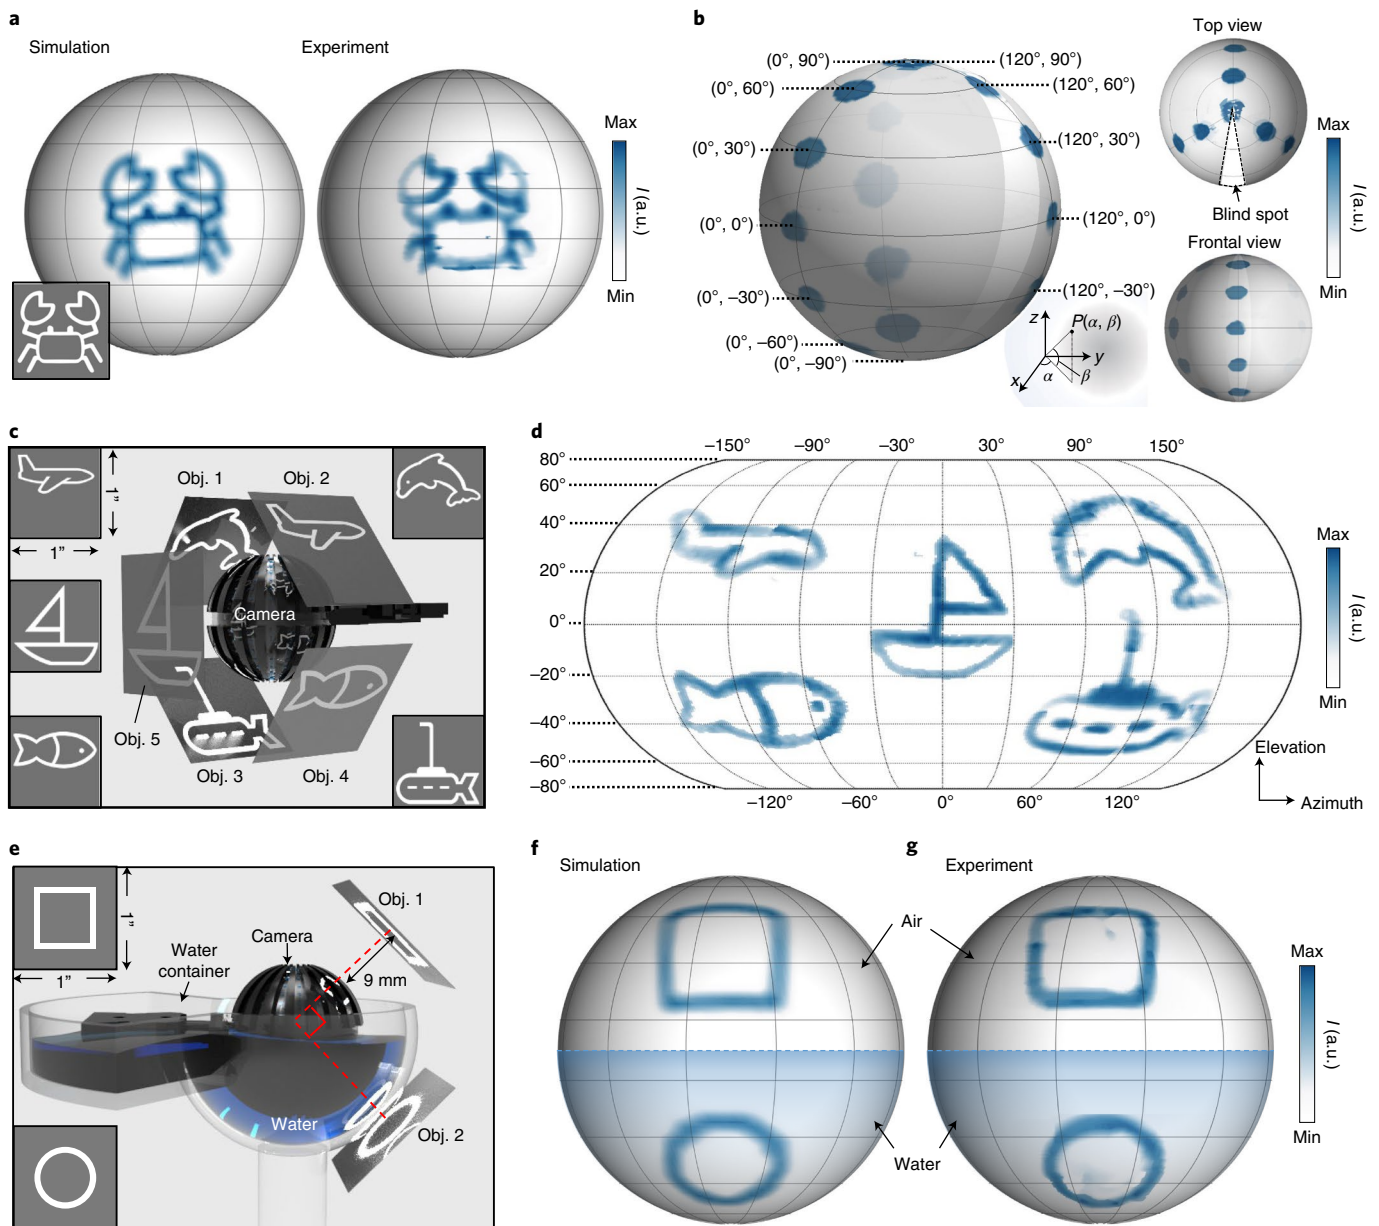 a
Simulation
Experiment
Max
I (a.u.)
Min
b
(0°, 90°)
(0°, 60°)
(0°, 30°)
(0°, 0°)
(0°, –30°)
(0°, –60°)
(0°, –90°)
(120°, 90°)
(120°, 60°)
(120°, 30°)
(120°, 0°)
(120°, –30°)
z
P(α, β)
y
x
α
β
Top view
Blind spot
Frontal view
Max
I (a.u.)
Min
c
1"
1"
Obj. 1
Obj. 2
Camera
Obj. 5
Obj. 3
Obj. 4
d
–150°
–90°
–30°
30°
90°
150°
80°
60°
40°
20°
0°
–20°
–40°
–60°
–80°
–120°
–60°
0°
60°
120°
Max
I (a.u.)
Min
Elevation
Azimuth
e
1"
1"
Water
container
Camera
Obj. 1
9 mm
Water
Obj. 2
f
Simulation
g
Experiment
Air
Water
Max
I (a.u.)
Min